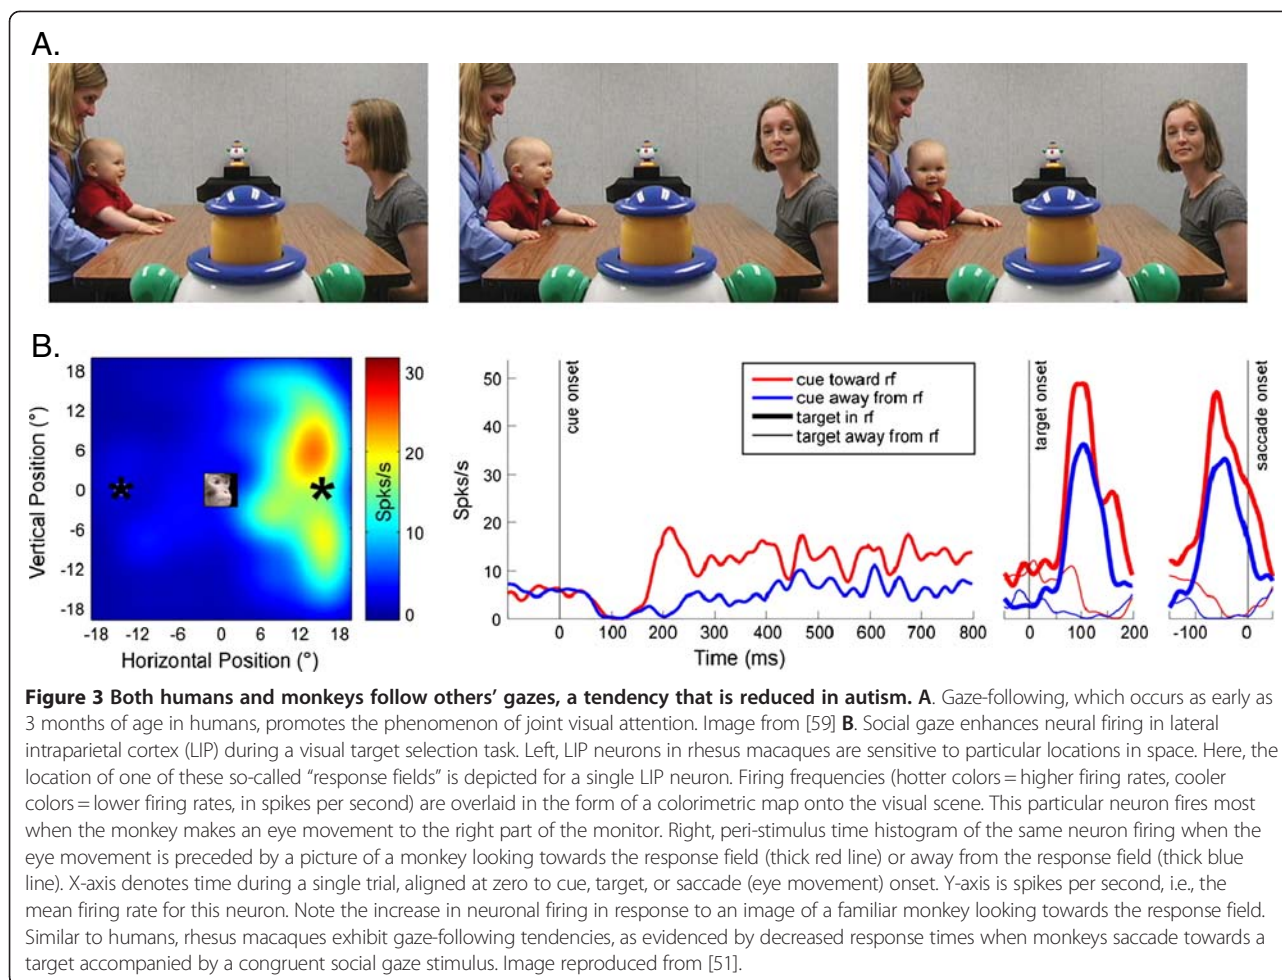 A.
B.
18
12
6
0
-6
-12
-18
Vertical Position (°)
-18 -12 -6 0 6 12 18
Horizontal Position (°)
30
20
10
0
Spks/s
50
40
30
20
10
0
Spks/s
cue onset
cue toward rf
cue away from rf
target in rf
target away from rf
0 100 200 300 400 500 600 700 800
Time (ms)
target onset
0 100 200
saccade onset
-100 0
Figure 3 Both humans and monkeys follow others’ gazes, a tendency that is reduced in autism. A. Gaze-following, which occurs as early as
3 months of age in humans, promotes the phenomenon of joint visual attention. Image from [59] B. Social gaze enhances neural firing in lateral
intraparietal cortex (LIP) during a visual target selection task. Left, LIP neurons in rhesus macaques are sensitive to particular locations in space. Here, the
location of one of these so-called “response fields” is depicted for a single LIP neuron. Firing frequencies (hotter colors = higher firing rates, cooler
colors = lower firing rates, in spikes per second) are overlaid in the form of a colorimetric map onto the visual scene. This particular neuron fires most
when the monkey makes an eye movement to the right part of the monitor. Right, peri-stimulus time histogram of the same neuron firing when the
eye movement is preceded by a picture of a monkey looking towards the response field (thick red line) or away from the response field (thick blue
line). X-axis denotes time during a single trial, aligned at zero to cue, target, or saccade (eye movement) onset. Y-axis is spikes per second, i.e., the
mean firing rate for this neuron. Note the increase in neuronal firing in response to an image of a familiar monkey looking towards the response field.
Similar to humans, rhesus macaques exhibit gaze-following tendencies, as evidenced by decreased response times when monkeys saccade towards a
target accompanied by a congruent social gaze stimulus. Image reproduced from [51].